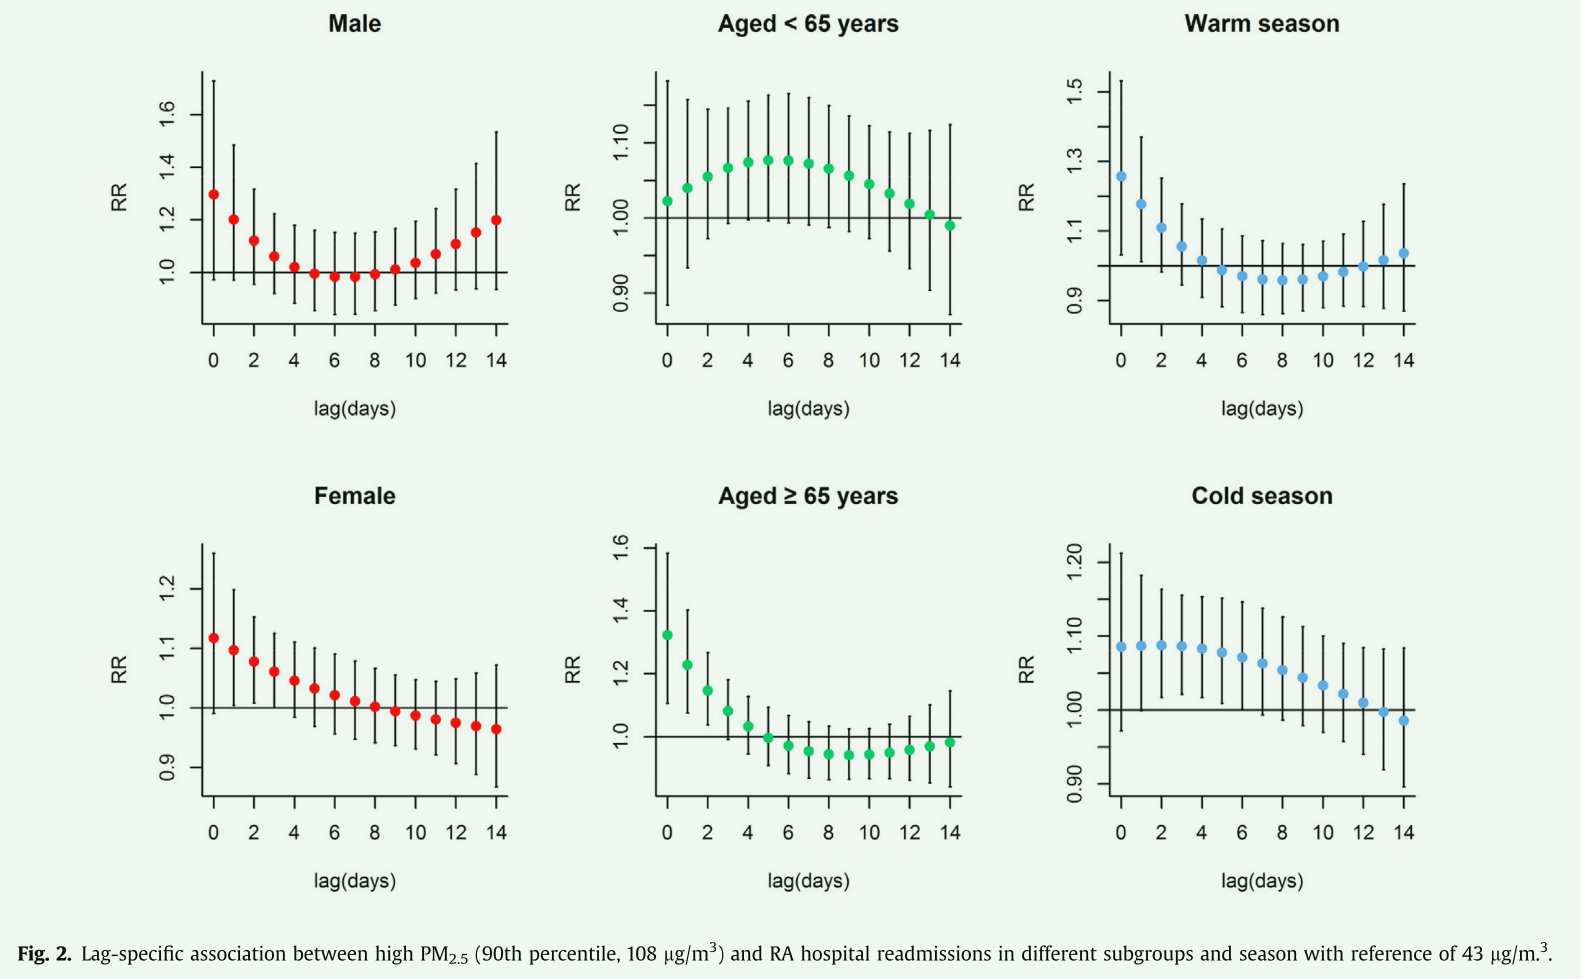 Male
RR
1.6
1.4
1.2
1.0
0 2 4 6 8 10 12 14
lag(days)
Aged < 65 years
RR
1.10
1.00
0.90
0 2 4 6 8 10 12 14
lag(days)
Warm season
RR
1.5
1.3
1.1
0.9
0 2 4 6 8 10 12 14
lag(days)
Female
RR
1.2
1.1
1.0
0.9
0 2 4 6 8 10 12 14
lag(days)
Aged ≥ 65 years
RR
1.6
1.4
1.2
1.0
0 2 4 6 8 10 12 14
lag(days)
Cold season
RR
1.20
1.10
1.00
0.90
0 2 4 6 8 10 12 14
lag(days)
Fig. 2. Lag-specific association between high PM₂.₅ (90th percentile, 108 μg/m³) and RA hospital readmissions in different subgroups and season with reference of 43 μg/m.³.